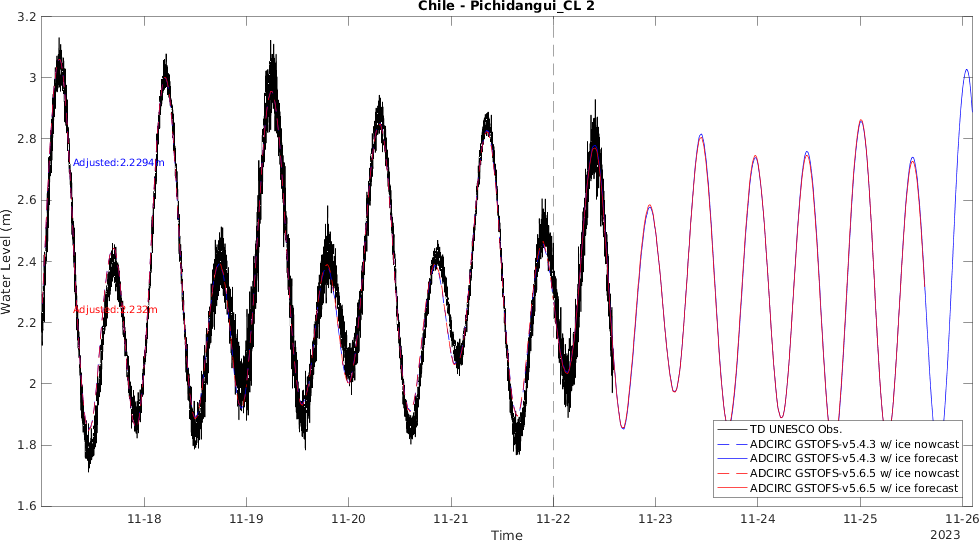 Chile - Pichidangui_CL 2
3.2
3
2.8
2.6
2.4
2.2
2
1.8
1.6
Water Level (m)
Adjusted:2.2294m
Adjusted:2.232m
TD UNESCO Obs.
ADCIRC GSTOFS-v5.4.3 w/ ice nowcast
ADCIRC GSTOFS-v5.4.3 w/ ice forecast
ADCIRC GSTOFS-v5.6.5 w/ ice nowcast
ADCIRC GSTOFS-v5.6.5 w/ ice forecast
11-18 11-19 11-20 11-21 11-22 11-23 11-24 11-25 11-26
Time
2023